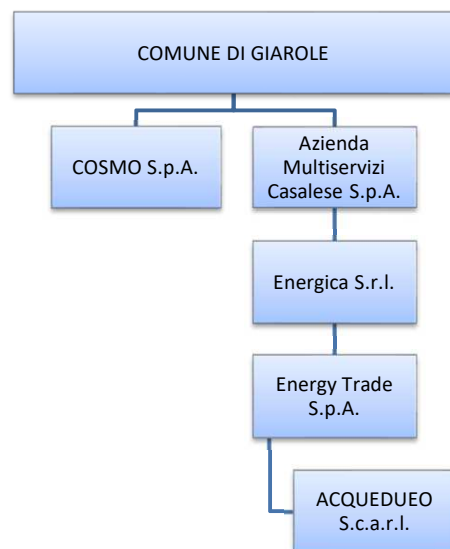 COMUNE DI GIAROLE
COSMO S.p.A.
Azienda
Multiservizi
Casalese S.p.A.
Energica S.r.l.
Energy Trade
S.p.A.
ACQUEDUEO
S.c.a.r.l.